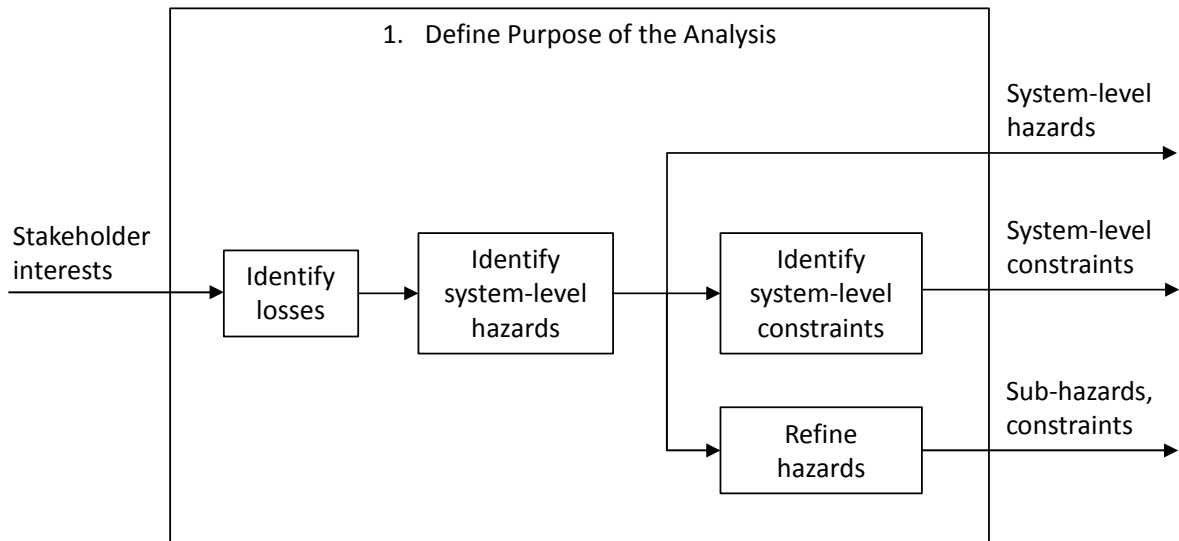 1. Define Purpose of the Analysis
System-level
hazards
Stakeholder
interests
Identify
losses
Identify
system-level
hazards
Identify
system-level
constraints
System-level
constraints
Refine
hazards
Sub-hazards,
constraints